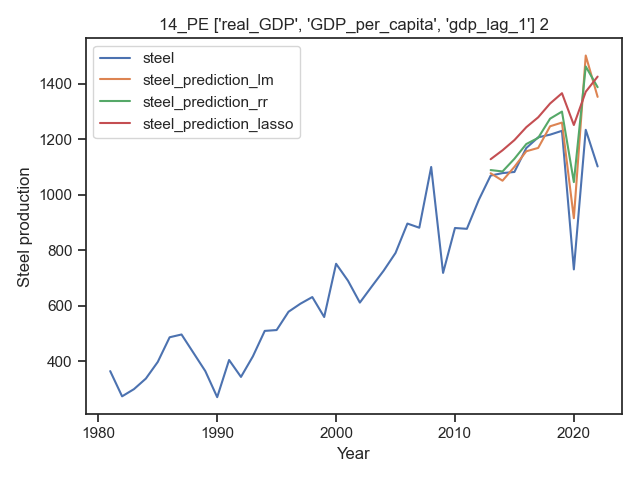 14_PE ['real_GDP', 'GDP_per_capita', 'gdp_lag_1'] 2
steel
steel_prediction_lm
steel_prediction_rr
steel_prediction_lasso
1400
1200
1000
800
600
400
Steel production
1980
1990
2000
2010
2020
Year